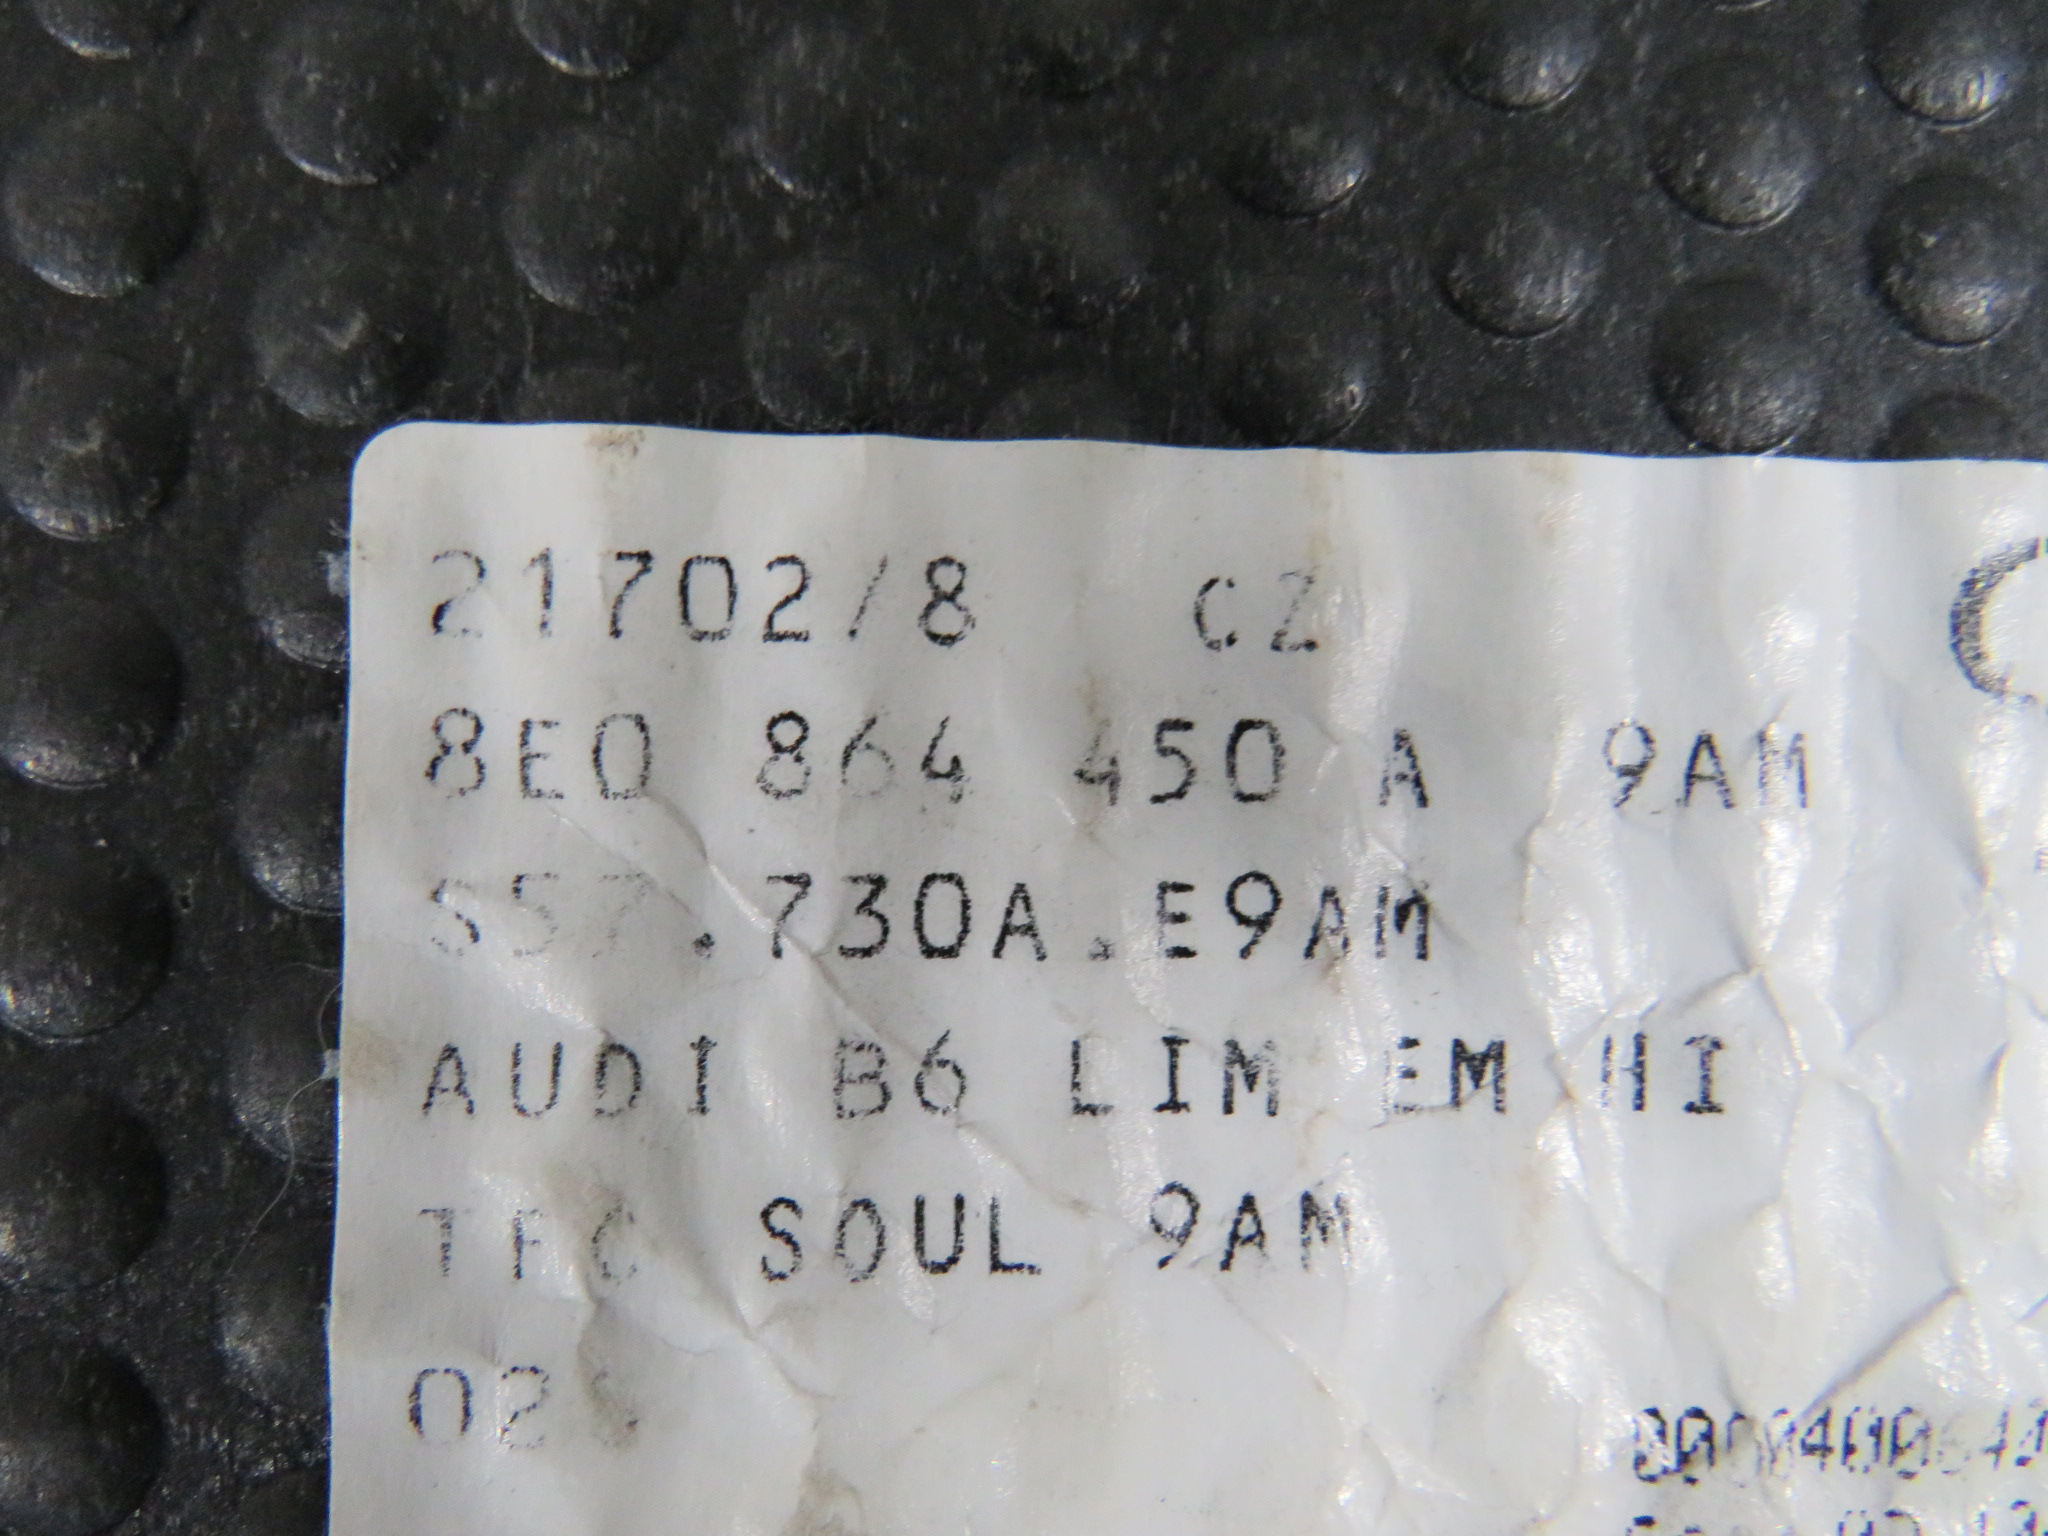 21702/8 CZ
8E0 864 450 A 9AM
.730A.E9AM
AUDI B6 LIM EM HI
SOUL 9AM